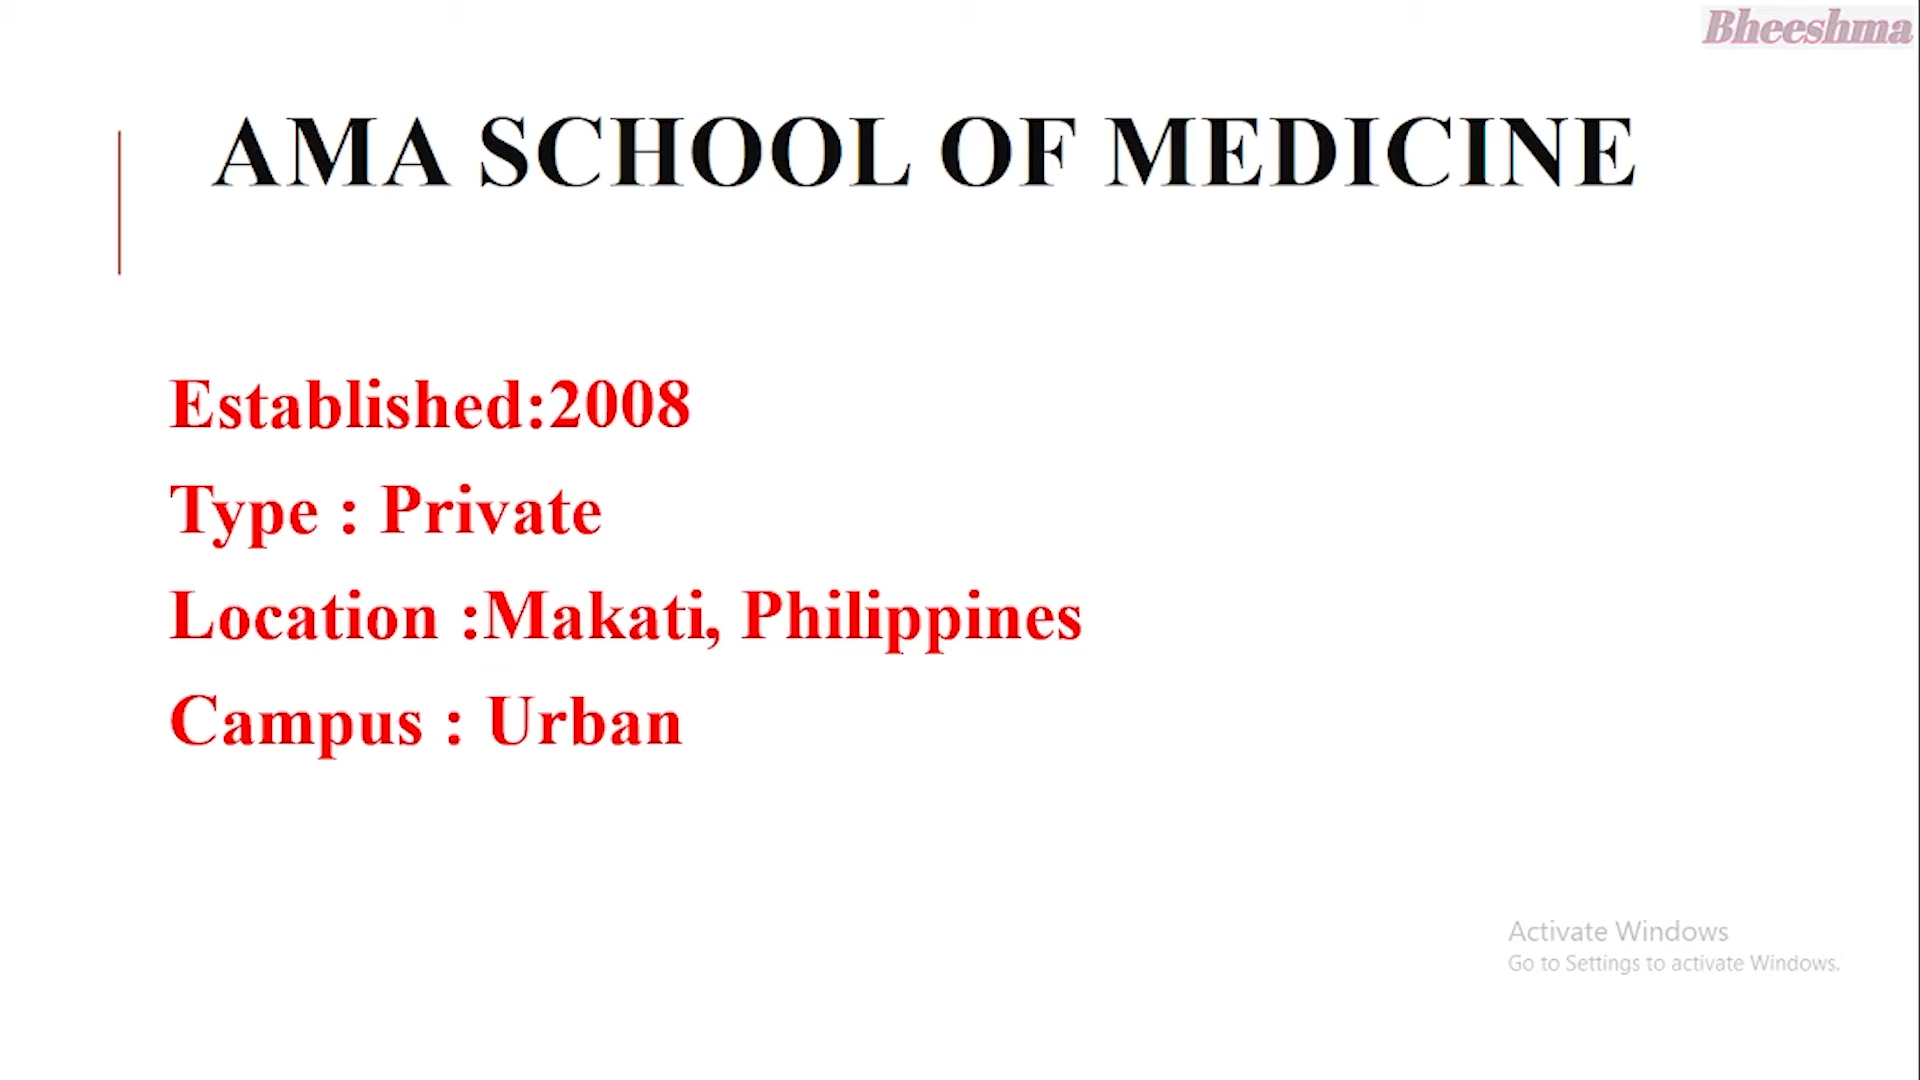 Bheeshma
AMA SCHOOL OF MEDICINE
Established:2008
Type : Private
Location :Makati, Philippines
Campus : Urban
Activate Windows
Go to Settings to activate Windows.